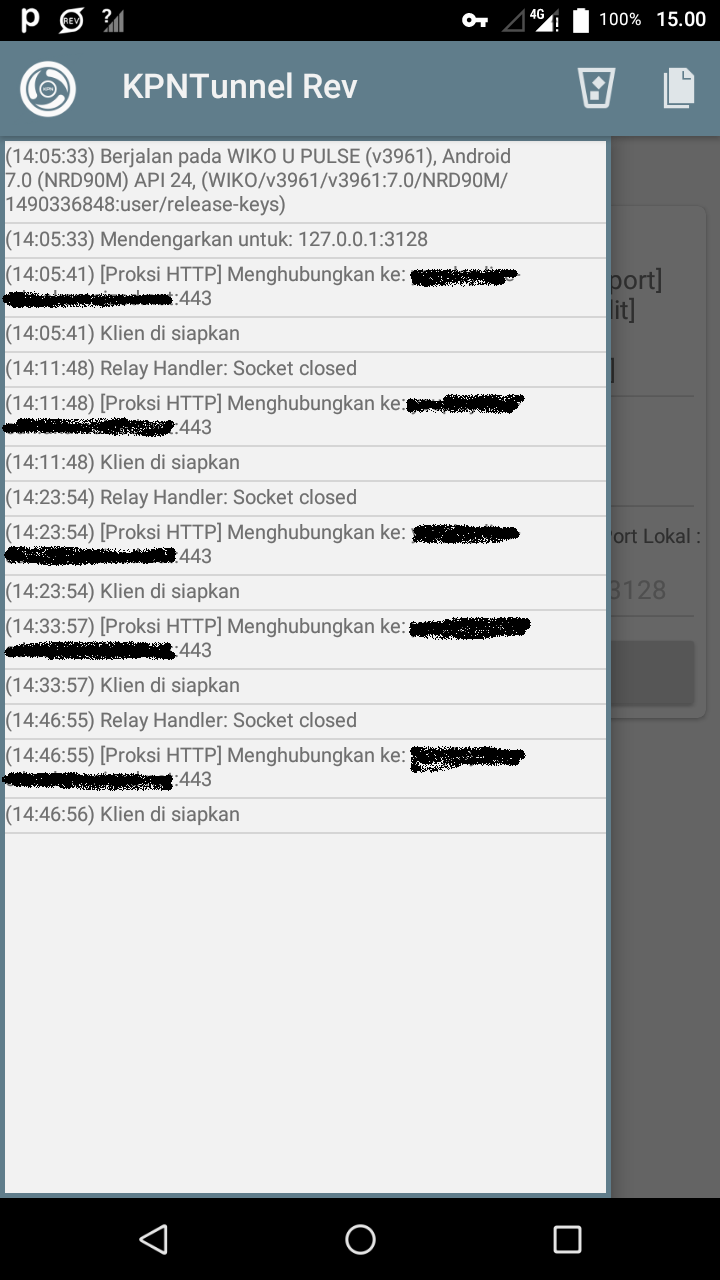 REV
?
4G
100%
15.00
KPN
KPNTunnel Rev
(14:05:33) Berjalan pada WIKO U PULSE (v3961), Android
7.0 (NRD90M) API 24, (WIKO/v3961/v3961:7.0/NRD90M/
1490336848:user/release-keys)
(14:05:33) Mendengarkan untuk: 127.0.0.1:3128
(14:05:41) [Proksi HTTP] Menghubungkan ke:
:443
(14:05:41) Klien di siapkan
(14:11:48) Relay Handler: Socket closed
(14:11:48) [Proksi HTTP] Menghubungkan ke:
:443
(14:11:48) Klien di siapkan
(14:23:54) Relay Handler: Socket closed
(14:23:54) [Proksi HTTP] Menghubungkan ke:
:443
(14:23:54) Klien di siapkan
(14:33:57) [Proksi HTTP] Menghubungkan ke:
:443
(14:33:57) Klien di siapkan
(14:46:55) Relay Handler: Socket closed
(14:46:55) [Proksi HTTP] Menghubungkan ke:
:443
(14:46:56) Klien di siapkan
port]
it]
]
ort Lokal :
3128